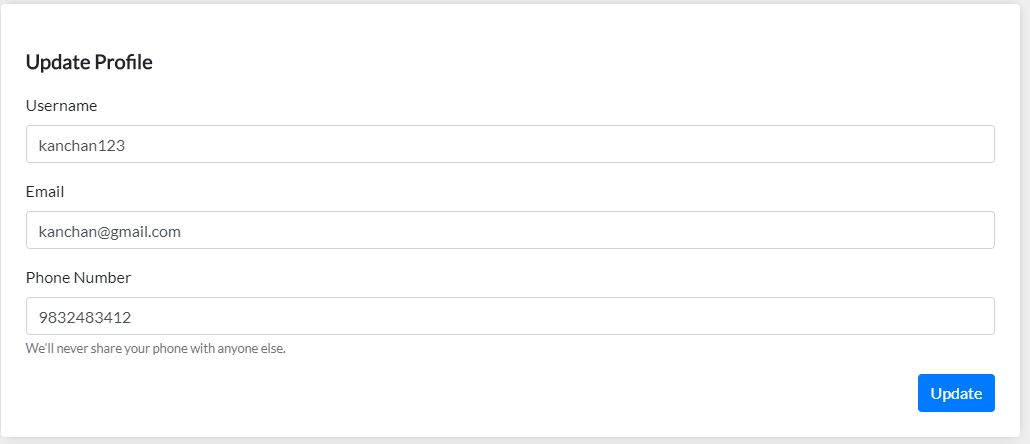 Update Profile
Username
kanchan123
Email
kanchan@gmail.com
Phone Number
9832483412
We'll never share your phone with anyone else.
Update